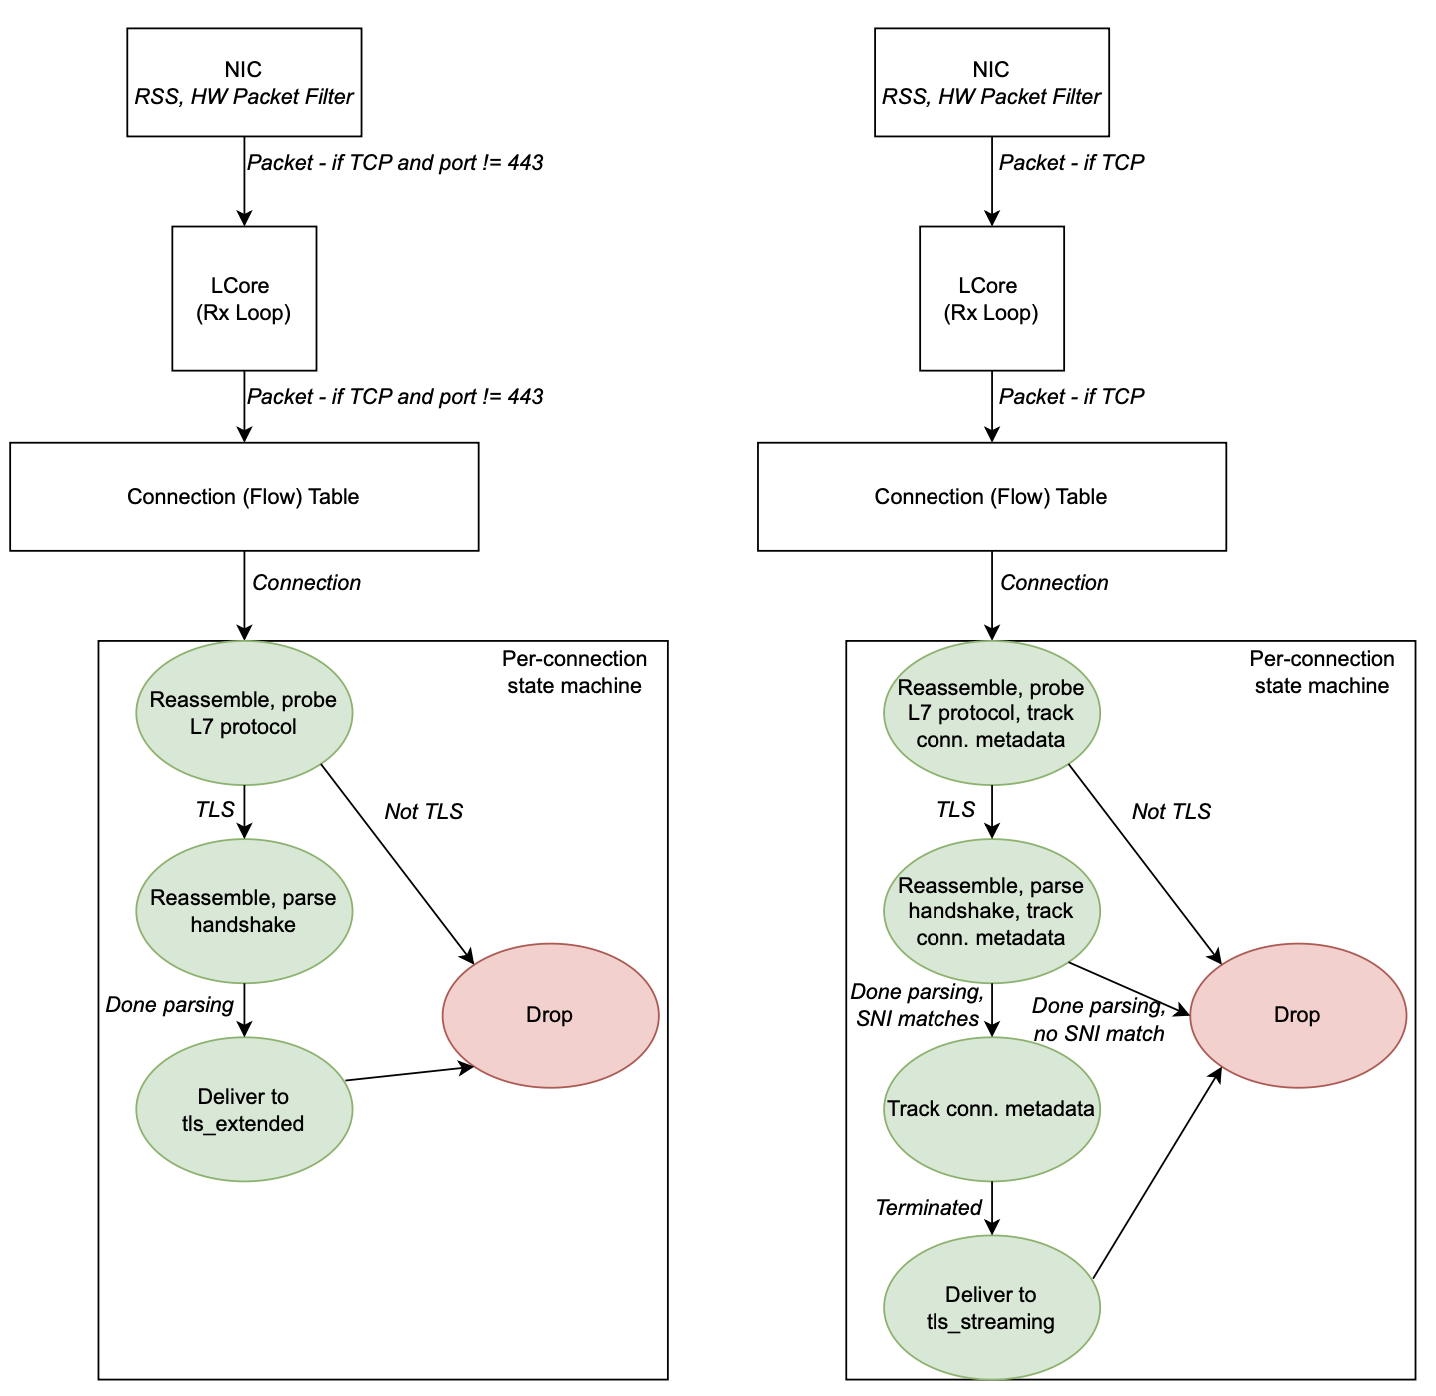 NIC
RSS, HW Packet Filter
Packet - if TCP and port != 443
LCore
(Rx Loop)
Packet - if TCP and port != 443
Connection (Flow) Table
Connection
Per-connection
state machine
Reassemble, probe
L7 protocol
TLS
Not TLS
Reassemble, parse
handshake
Done parsing
Drop
Deliver to
tls_extended
NIC
RSS, HW Packet Filter
Packet - if TCP
LCore
(Rx Loop)
Packet - if TCP
Connection (Flow) Table
Connection
Per-connection
state machine
Reassemble, probe
L7 protocol, track
conn. metadata
TLS
Not TLS
Reassemble, parse
handshake, track
conn. metadata
Done parsing,
SNI matches
Done parsing,
no SNI match
Drop
Track conn. metadata
Terminated
Deliver to
tls_streaming